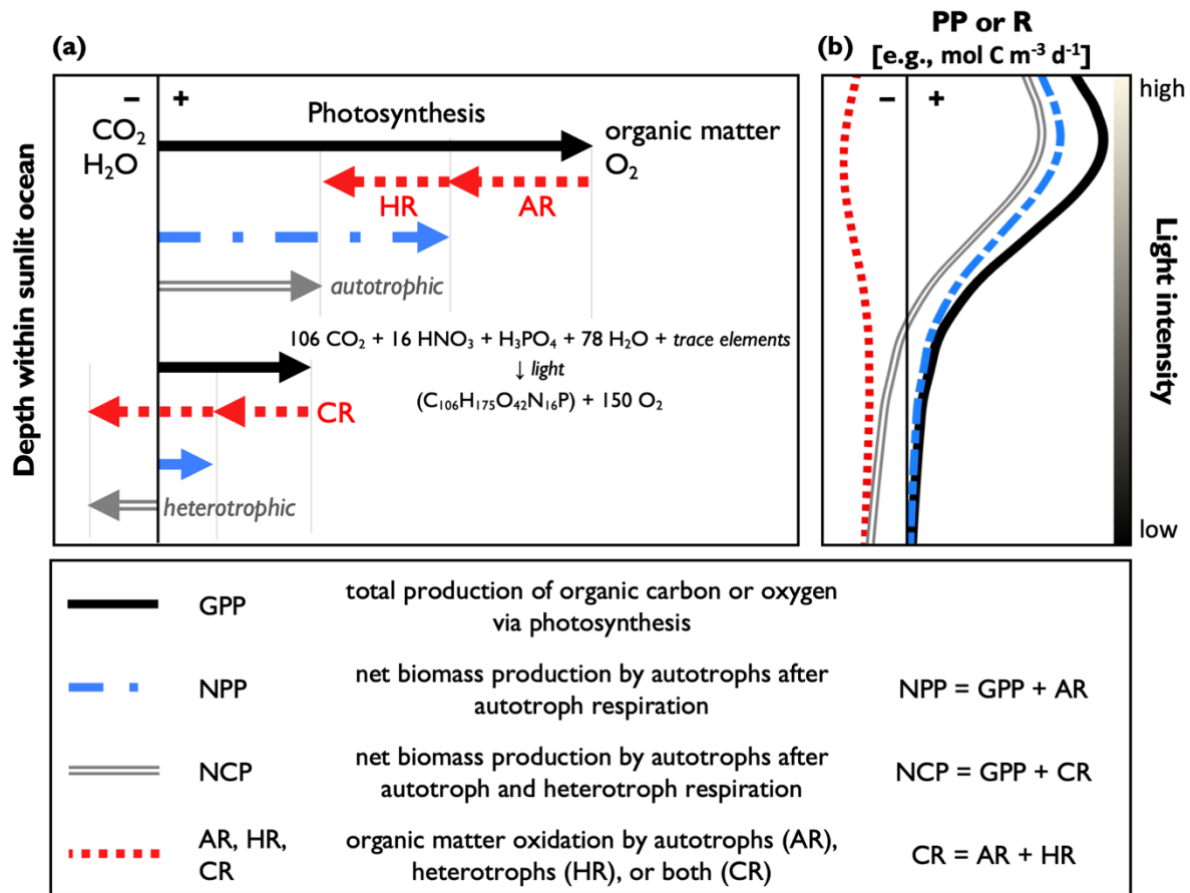 (a)
− +
CO₂
H₂O
Photosynthesis
organic matter
O₂
HR
AR
autotrophic
106 CO₂ + 16 HNO₃ + H₃PO₄ + 78 H₂O + trace elements
↓ light
(C₁₀₆H₁₇₅O₄₂N₁₆P) + 150 O₂
CR
heterotrophic
Depth within sunlit ocean
(b)
PP or R
[e.g., mol C m⁻³ d⁻¹]
− +
high
Light intensity
low
GPP
total production of organic carbon or oxygen
via photosynthesis
NPP
net biomass production by autotrophs after
autotroph respiration
NPP = GPP + AR
NCP
net biomass production by autotrophs after
autotroph and heterotroph respiration
NCP = GPP + CR
AR, HR,
CR
organic matter oxidation by autotrophs (AR),
heterotrophs (HR), or both (CR)
CR = AR + HR